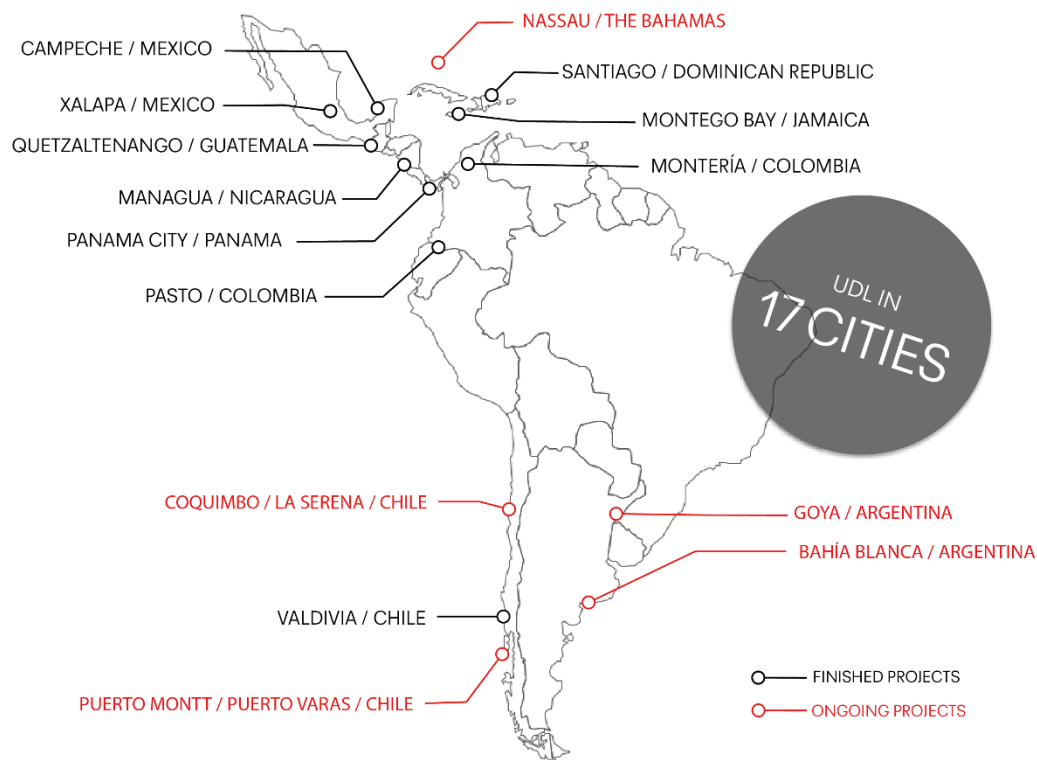 NASSAU / THE BAHAMAS
CAMPECHE / MEXICO
SANTIAGO / DOMINICAN REPUBLIC
XALAPA / MEXICO
MONTEGO BAY / JAMAICA
QUETZALTENANGO / GUATEMALA
MONTERÍA / COLOMBIA
MANAGUA / NICARAGUA
PANAMA CITY / PANAMA
PASTO / COLOMBIA
UDL IN
17 CITIES
COQUIMBO / LA SERENA / CHILE
GOYA / ARGENTINA
BAHÍA BLANCA / ARGENTINA
VALDIVIA / CHILE
PUERTO MONTT / PUERTO VARAS / CHILE
FINISHED PROJECTS
ONGOING PROJECTS